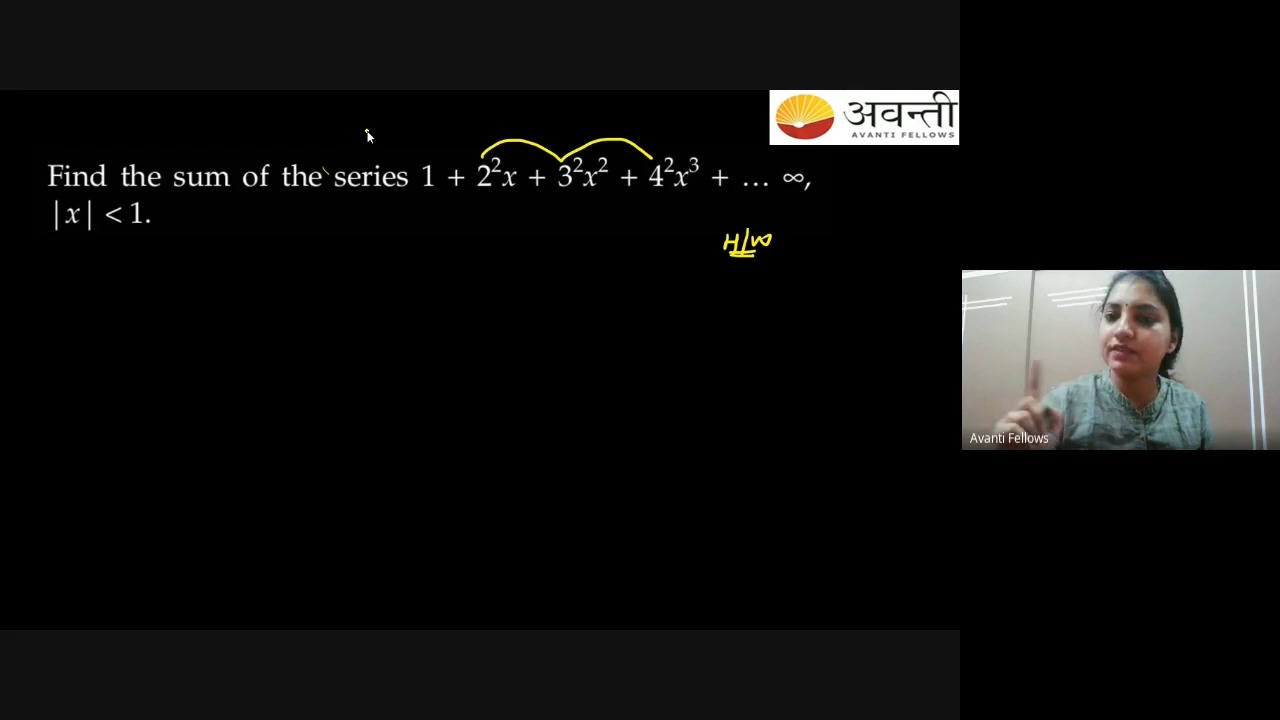 अवन्ती
AVANTI FELLOWS
Find the sum of the series 1 + 2²x + 3²x² + 4²x³ + ... ∞,
|x| < 1.
H/w
Avanti Fellows